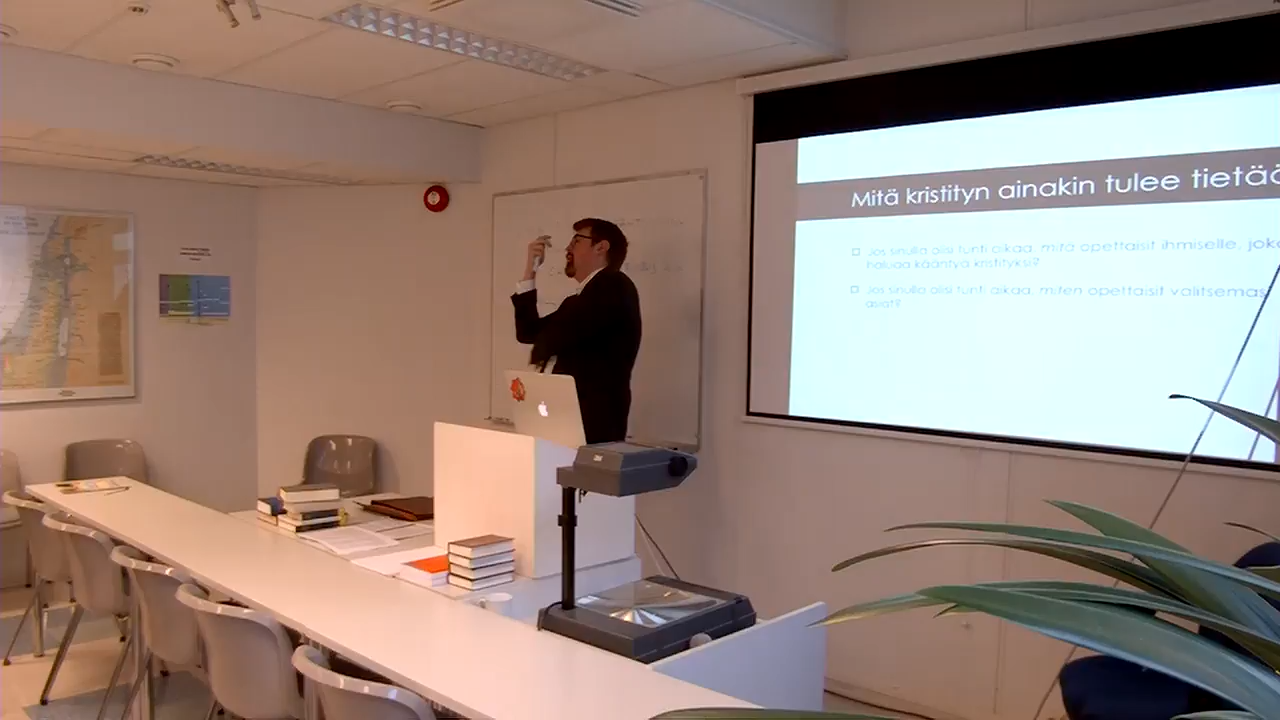 Mitä kristityn ainakin tulee tietää
Jos sinulla olisi tunti aikaa, mitä opettaisit ihmiselle, joka
haluaa kääntyä kristityksi?
Jos sinulla olisi tunti aikaa, miten opettaisit valitsemasi
asiat?